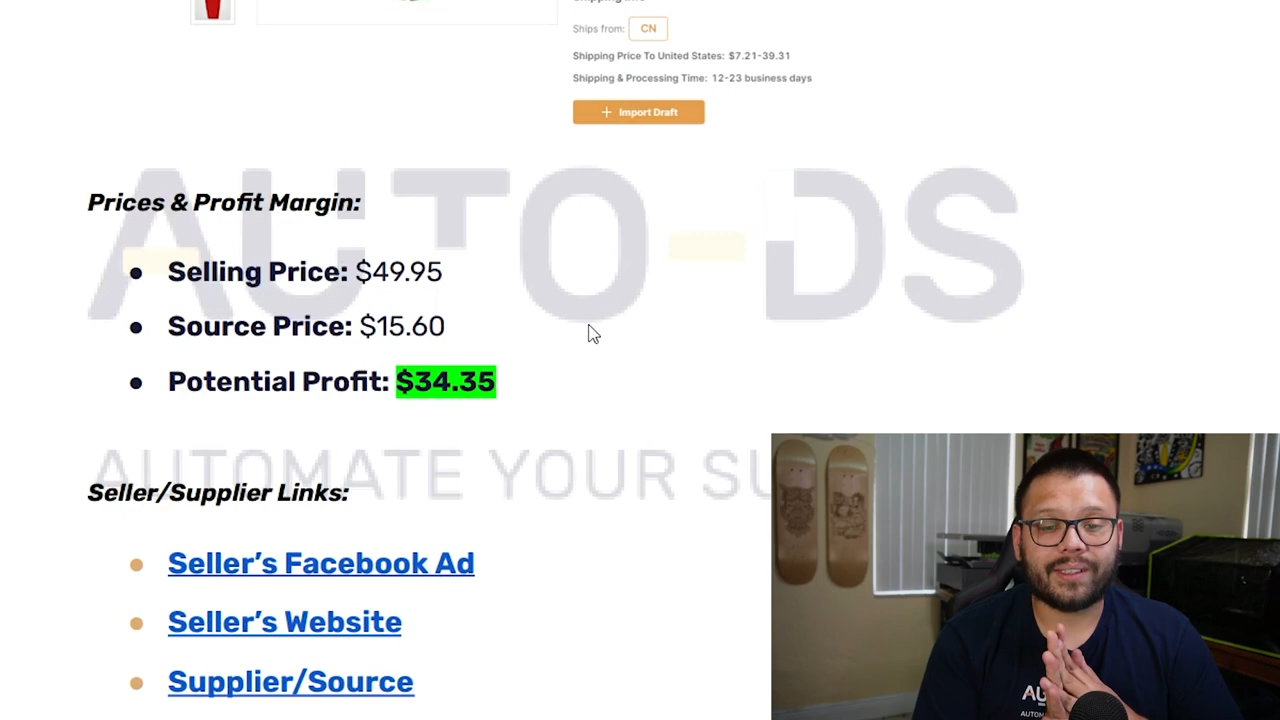 Ships from: CN
Shipping Price To United States: $7.21-39.31
Shipping & Processing Time: 12-23 business days
+ Import Draft
AUTO-DS
Prices & Profit Margin:
• Selling Price: $49.95
• Source Price: $15.60
• Potential Profit: $34.35
AUTOMATE YOUR SU
Seller/Supplier Links:
• Seller's Facebook Ad
• Seller's Website
• Supplier/Source
AU
AUTOM